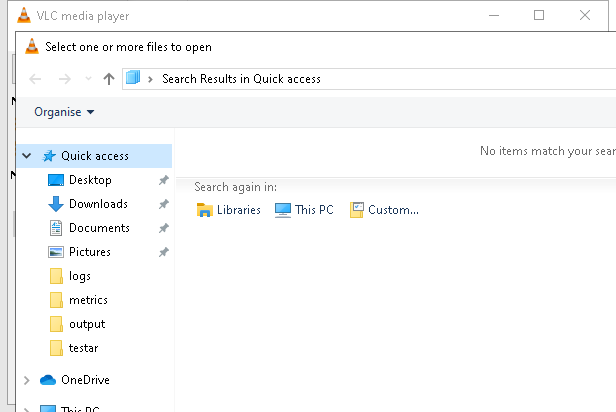 VLC media player
Select one or more files to open
Search Results in Quick access
Organise
Quick access
No items match your sear
Desktop
Search again in:
Downloads
Libraries
This PC
Custom...
Documents
Pictures
logs
metrics
output
testar
OneDrive
This PC